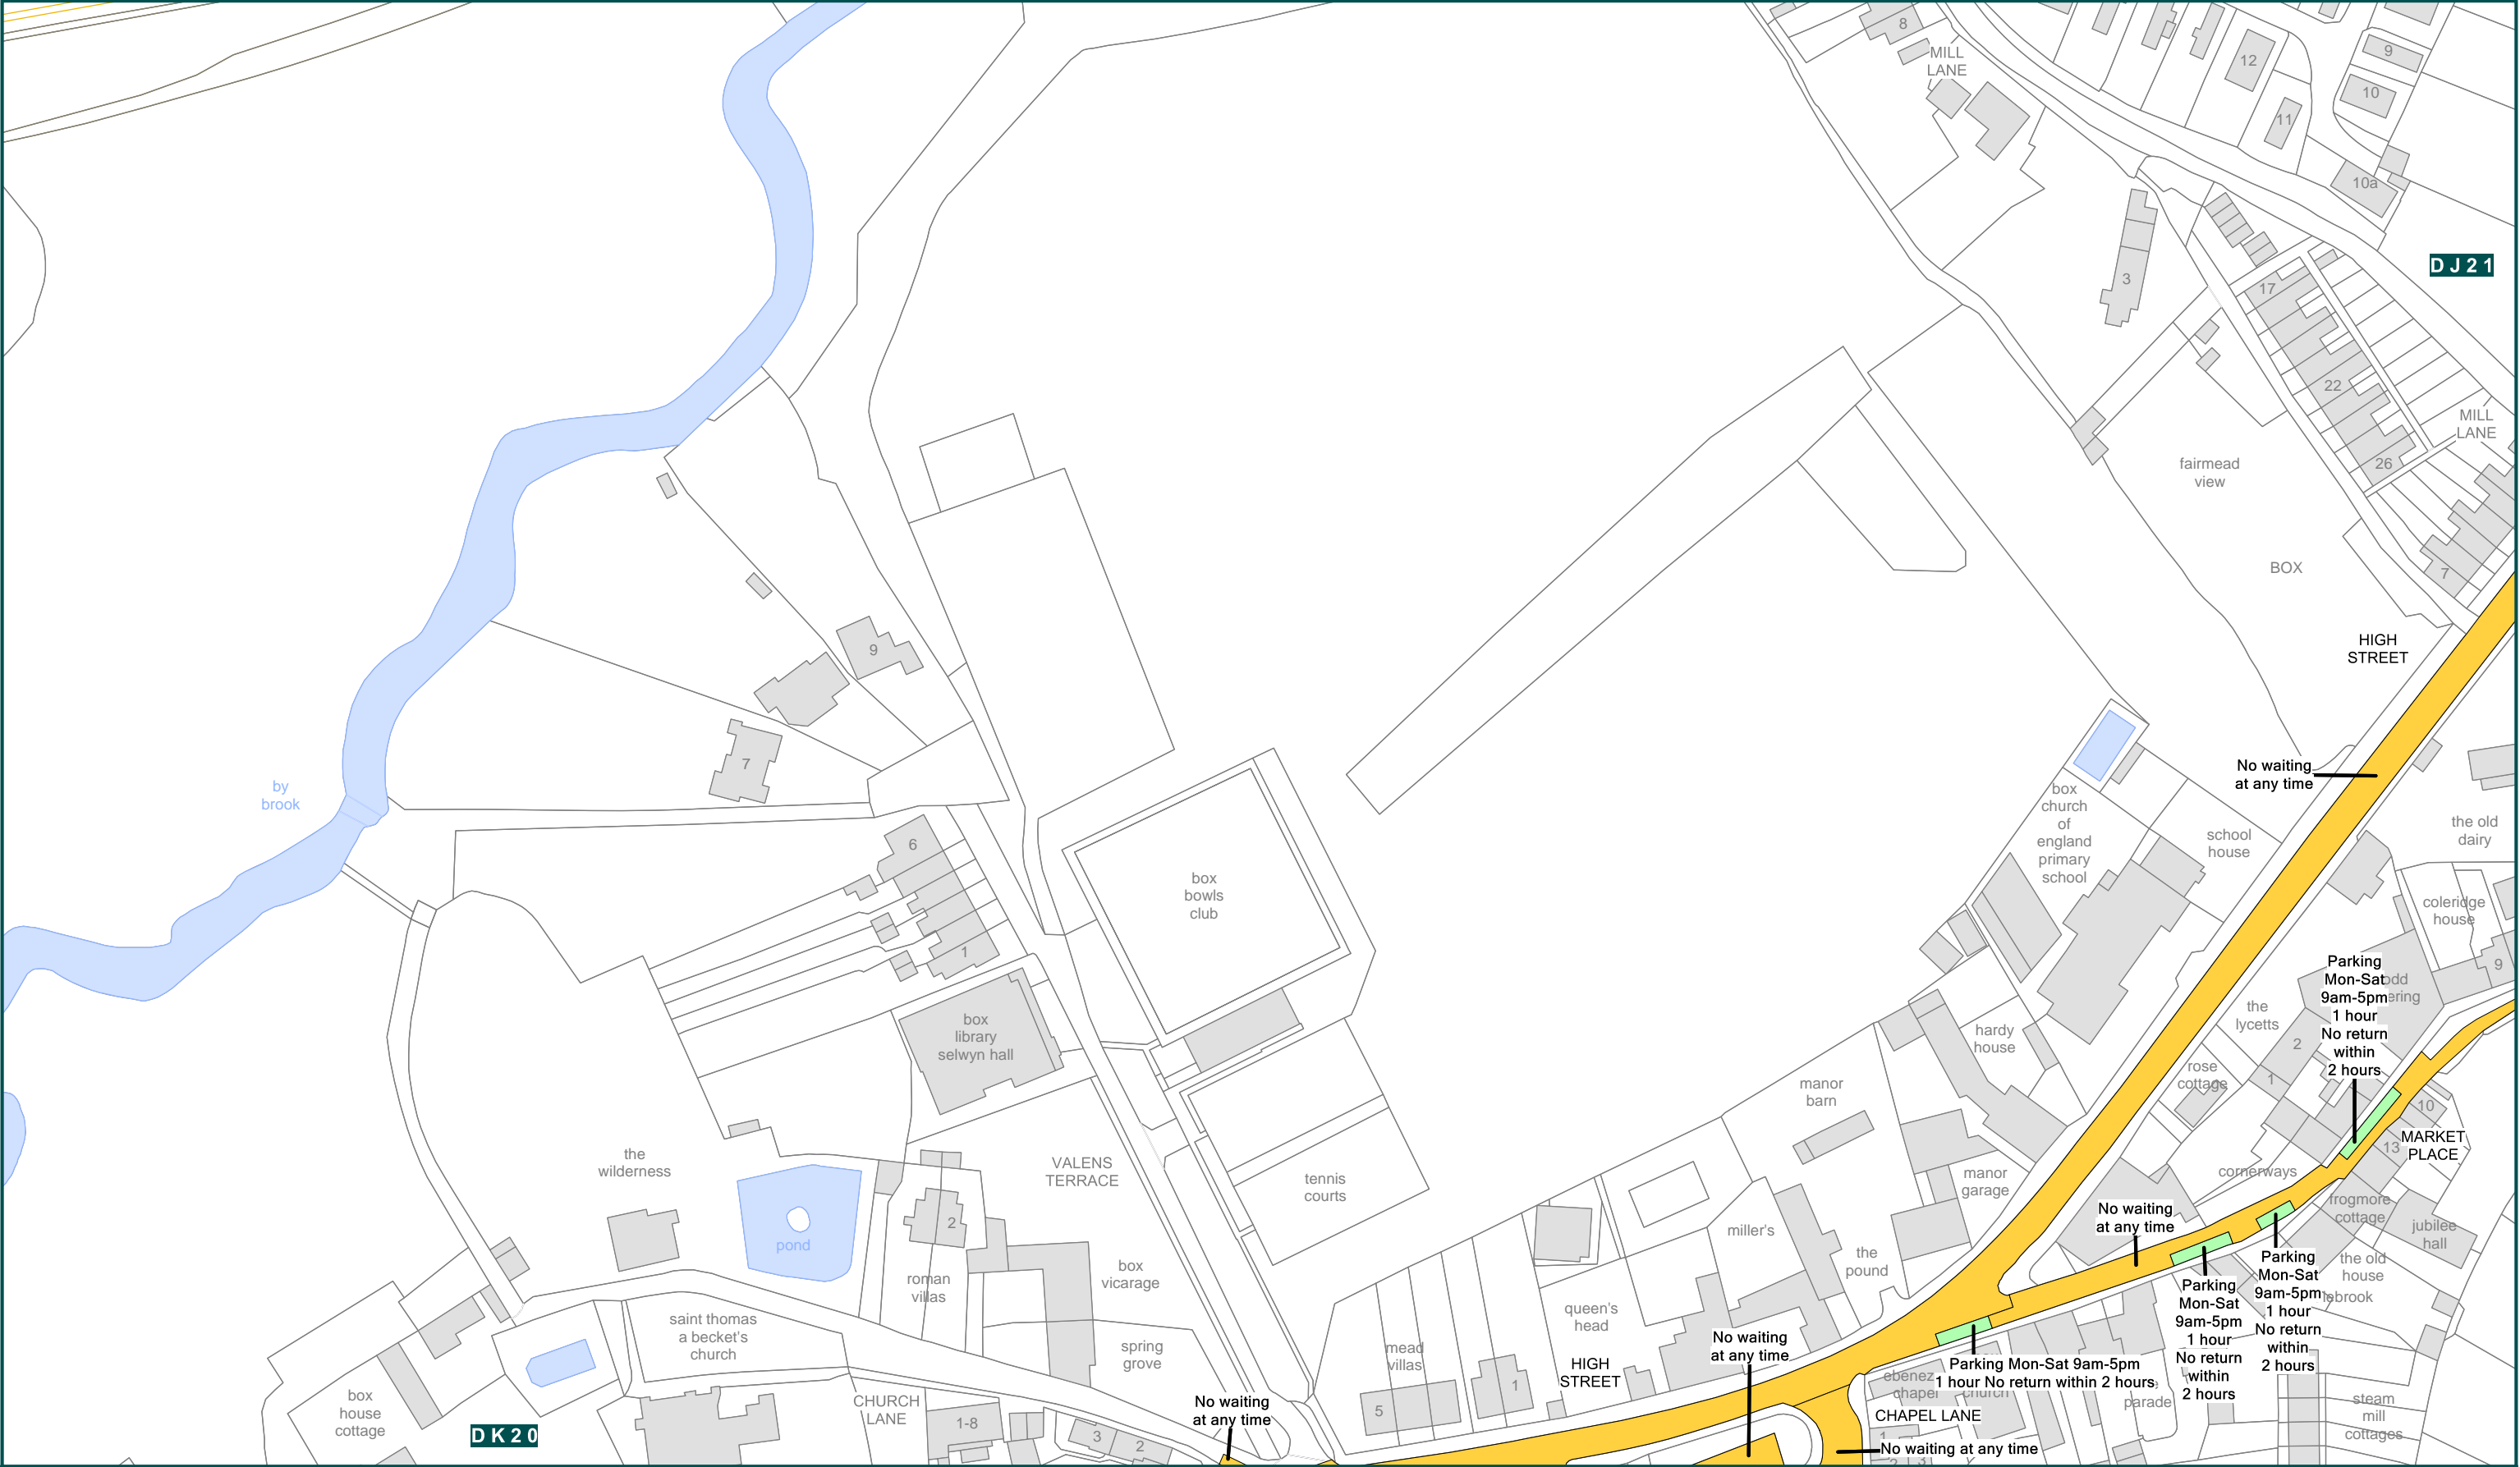 8
MILL
LANE
12
9
10
11
10a
DJ21
3
17
22
MILL
LANE
26
fairmead
view
BOX
7
HIGH
STREET
9
7
by
brook
No waiting
at any time
box
church
of
england
primary
school
school
house
the old
dairy
6
1
box
bowls
club
coleridge
house
9
Parking
Mon-Sat
9am-5pm
1 hour
No return
within
2 hours
the
lycetts
2
1
box
library
selwyn hall
hardy
house
rose
cottage
manor
barn
10
13
MARKET
PLACE
the
wilderness
VALENS
TERRACE
tennis
courts
manor
garage
cornerways
frogmore
cottage
jubilee
hall
No waiting
at any time
2
pond
miller's
the
pound
box
vicarage
roman
villas
the old
house
Parking
Mon-Sat
9am-5pm
1 hour
No return
within
2 hours
Parking
Mon-Sat
9am-5pm
1 hour
No return
within
2 hours
saint thomas
a becket's
church
spring
grove
mead
villas
queen's
head
No waiting
at any time
HIGH
STREET
1
5
Parking Mon-Sat 9am-5pm
1 hour No return within 2 hours
chapel
church
parade
CHAPEL LANE
steam
mill
cottages
box
house
cottage
DK20
CHURCH
LANE
1-8
3
2
No waiting
at any time
No waiting at any time
1
2
3